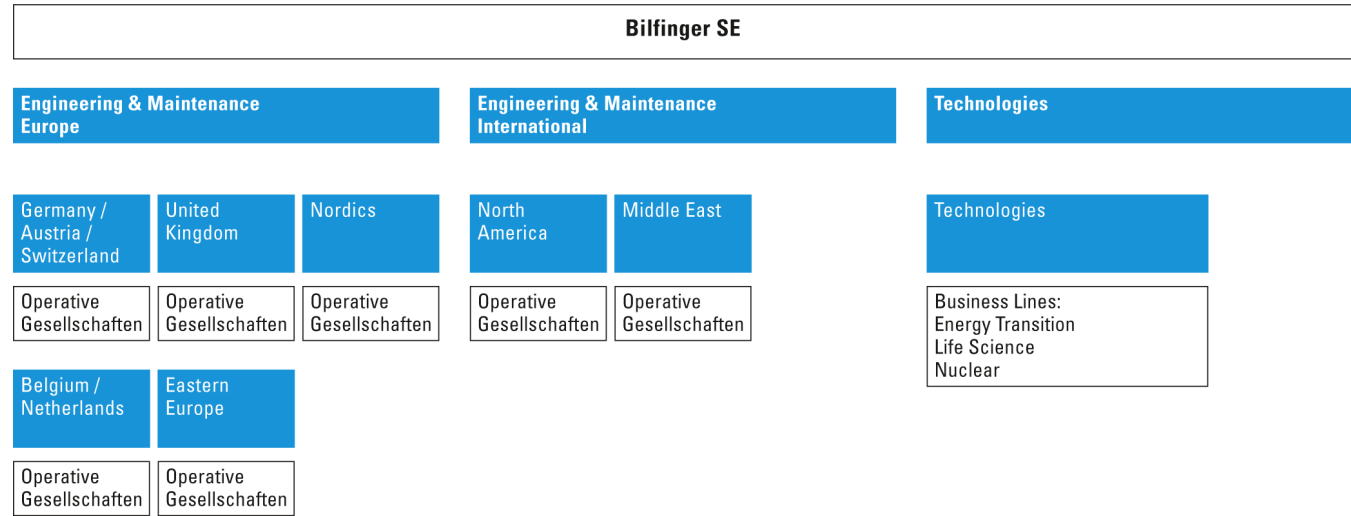 Bilfinger SE
Engineering & Maintenance
Europe
Engineering & Maintenance
International
Technologies
Germany /
Austria /
Switzerland
United
Kingdom
Nordics
North
America
Middle East
Technologies
Operative
Gesellschaften
Operative
Gesellschaften
Operative
Gesellschaften
Operative
Gesellschaften
Operative
Gesellschaften
Business Lines:
Energy Transition
Life Science
Nuclear
Belgium /
Netherlands
Eastern
Europe
Operative
Gesellschaften
Operative
Gesellschaften